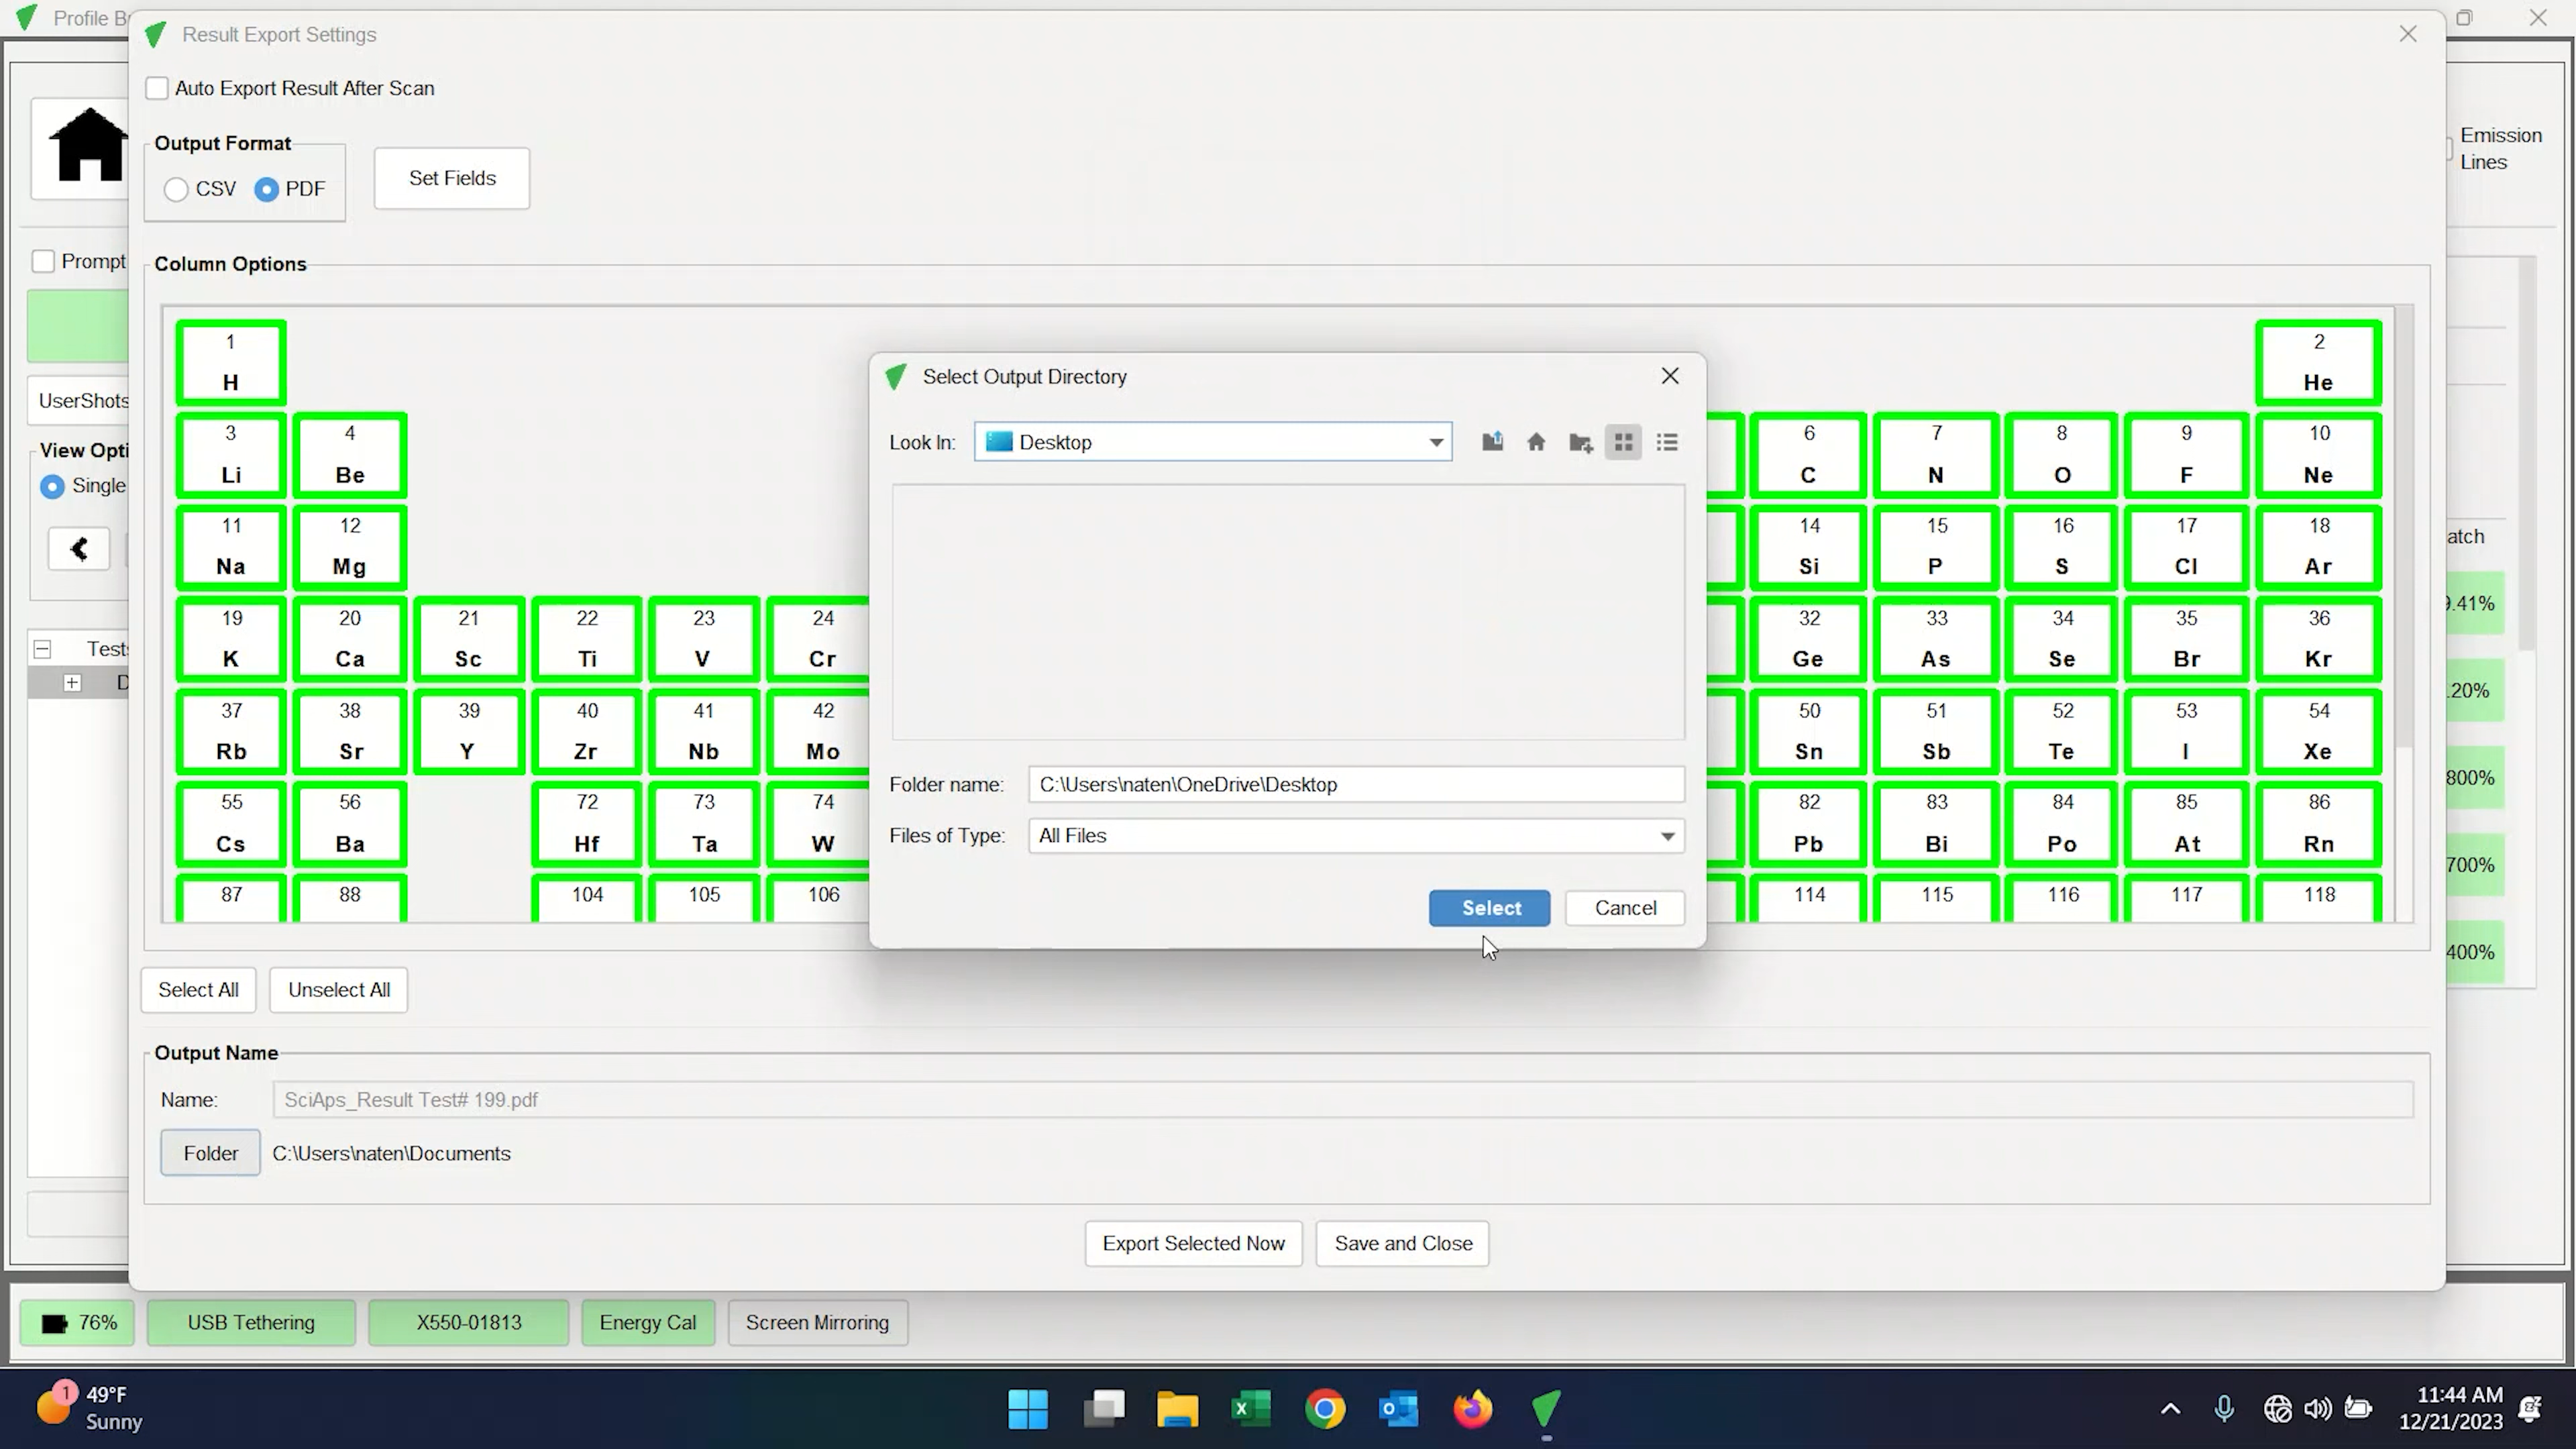 Profile B
Result Export Settings
Auto Export Result After Scan
Output Format
CSV
PDF
Set Fields
Emission
Lines
Prompt
Column Options
1
H
2
He
Select Output Directory
UserShots
3
Li
4
Be
Look In:
Desktop
6
C
7
N
8
O
9
F
10
Ne
View Opti
Single
11
Na
12
Mg
14
Si
15
P
16
S
17
Cl
18
Ar
atch
19
K
20
Ca
21
Sc
22
Ti
23
V
24
Cr
32
Ge
33
As
34
Se
35
Br
36
Kr
.41%
Tests
D
37
Rb
38
Sr
39
Y
40
Zr
41
Nb
42
Mo
50
Sn
51
Sb
52
Te
53
I
54
Xe
.20%
800%
Folder name:
C:\Users\naten\OneDrive\Desktop
55
Cs
56
Ba
72
Hf
73
Ta
74
W
Files of Type:
All Files
82
Pb
83
Bi
84
Po
85
At
86
Rn
700%
87
88
104
105
106
Select
Cancel
114
115
116
117
118
400%
Select All
Unselect All
Output Name
Name:
SciAps_Result Test# 199.pdf
Folder
C:\Users\naten\Documents
Export Selected Now
Save and Close
76%
USB Tethering
X550-01813
Energy Cal
Screen Mirroring
1
49°F
Sunny
11:44 AM
12/21/2023